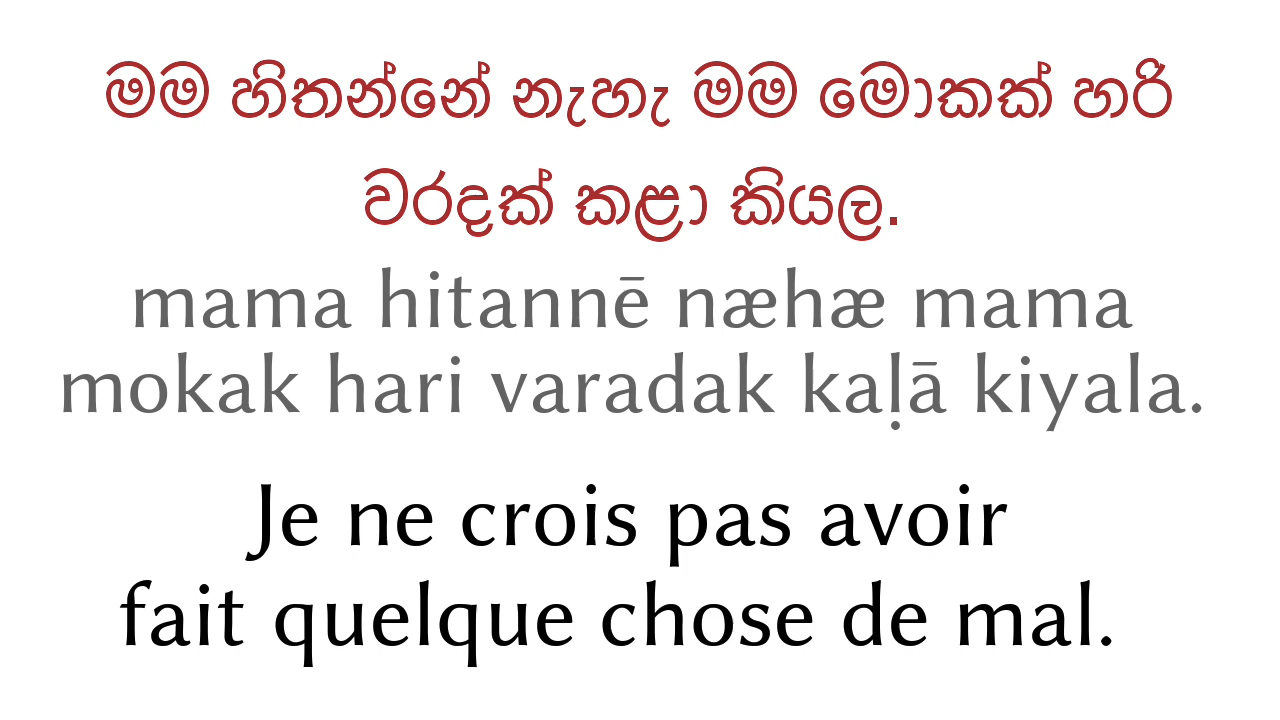 මම හිතන්නේ නැහැ මම මොකක් හරි
වරදක් කළා කියල.
mama hitannē næhæ mama
mokak hari varadak kaḷā kiyala.
Je ne crois pas avoir
fait quelque chose de mal.